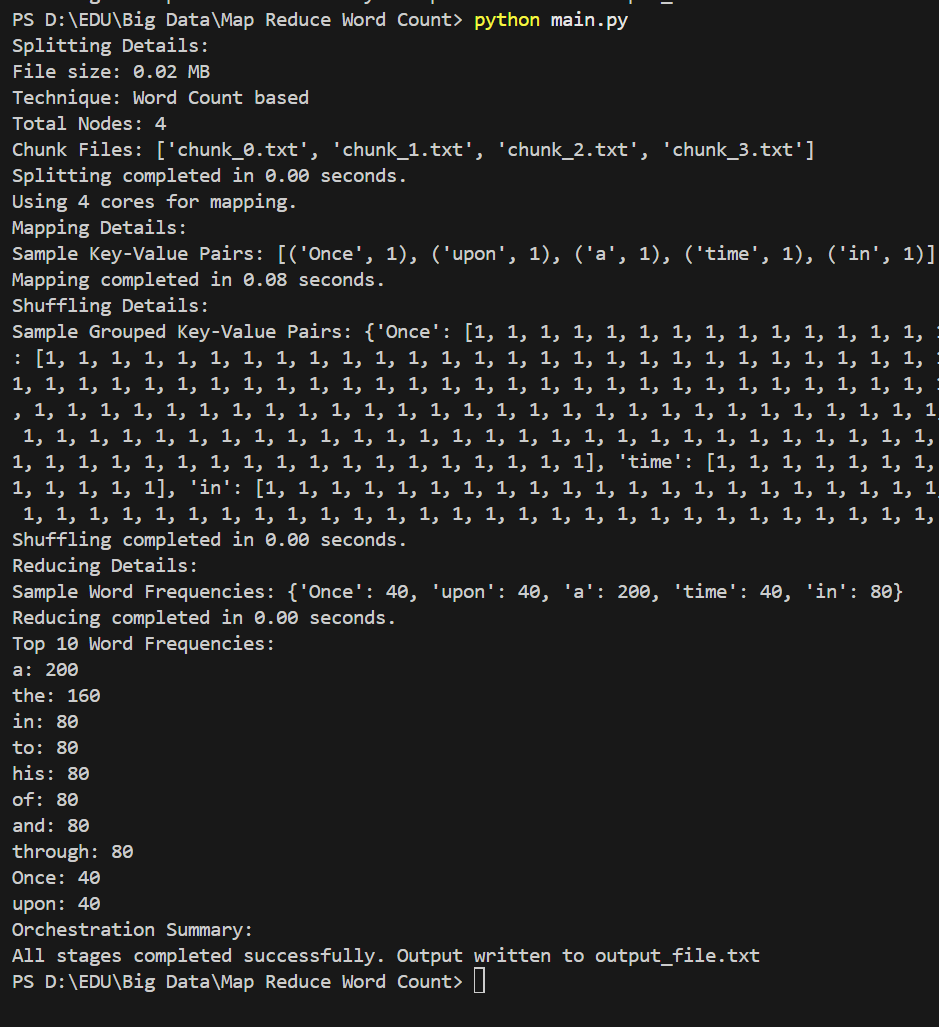 PS D:\EDU\Big Data\Map Reduce Word Count> python main.py
Splitting Details:
File size: 0.02 MB
Technique: Word Count based
Total Nodes: 4
Chunk Files: ['chunk_0.txt', 'chunk_1.txt', 'chunk_2.txt', 'chunk_3.txt']
Splitting completed in 0.00 seconds.
Using 4 cores for mapping.
Mapping Details:
Sample Key-Value Pairs: [('Once', 1), ('upon', 1), ('a', 1), ('time', 1), ('in', 1)]
Mapping completed in 0.08 seconds.
Shuffling Details:
Sample Grouped Key-Value Pairs: {'Once': [1, 1, 1, 1, 1, 1, 1, 1, 1, 1, 1, 1, 1, 1,
: [1, 1, 1, 1, 1, 1, 1, 1, 1, 1, 1, 1, 1, 1, 1, 1, 1, 1, 1, 1, 1, 1, 1, 1, 1, 1, 1,
1, 1, 1, 1, 1, 1, 1, 1, 1, 1, 1, 1, 1, 1, 1, 1, 1, 1, 1, 1, 1, 1, 1, 1, 1, 1, 1, 1,
, 1, 1, 1, 1, 1, 1, 1, 1, 1, 1, 1, 1, 1, 1, 1, 1, 1, 1, 1, 1, 1, 1, 1, 1, 1, 1, 1, 1,
1, 1, 1, 1, 1, 1, 1, 1, 1, 1, 1, 1, 1, 1, 1, 1, 1, 1, 1, 1, 1, 1, 1, 1, 1, 1, 1, 1,
1, 1, 1, 1, 1, 1, 1, 1, 1, 1, 1, 1, 1, 1, 1, 1, 1, 1], 'time': [1, 1, 1, 1, 1, 1, 1,
1, 1, 1, 1, 1], 'in': [1, 1, 1, 1, 1, 1, 1, 1, 1, 1, 1, 1, 1, 1, 1, 1, 1, 1, 1, 1, 1,
1, 1, 1, 1, 1, 1, 1, 1, 1, 1, 1, 1, 1, 1, 1, 1, 1, 1, 1, 1, 1, 1, 1, 1, 1, 1, 1, 1,
Shuffling completed in 0.00 seconds.
Reducing Details:
Sample Word Frequencies: {'Once': 40, 'upon': 40, 'a': 200, 'time': 40, 'in': 80}
Reducing completed in 0.00 seconds.
Top 10 Word Frequencies:
a: 200
the: 160
in: 80
to: 80
his: 80
of: 80
and: 80
through: 80
Once: 40
upon: 40
Orchestration Summary:
All stages completed successfully. Output written to output_file.txt
PS D:\EDU\Big Data\Map Reduce Word Count>